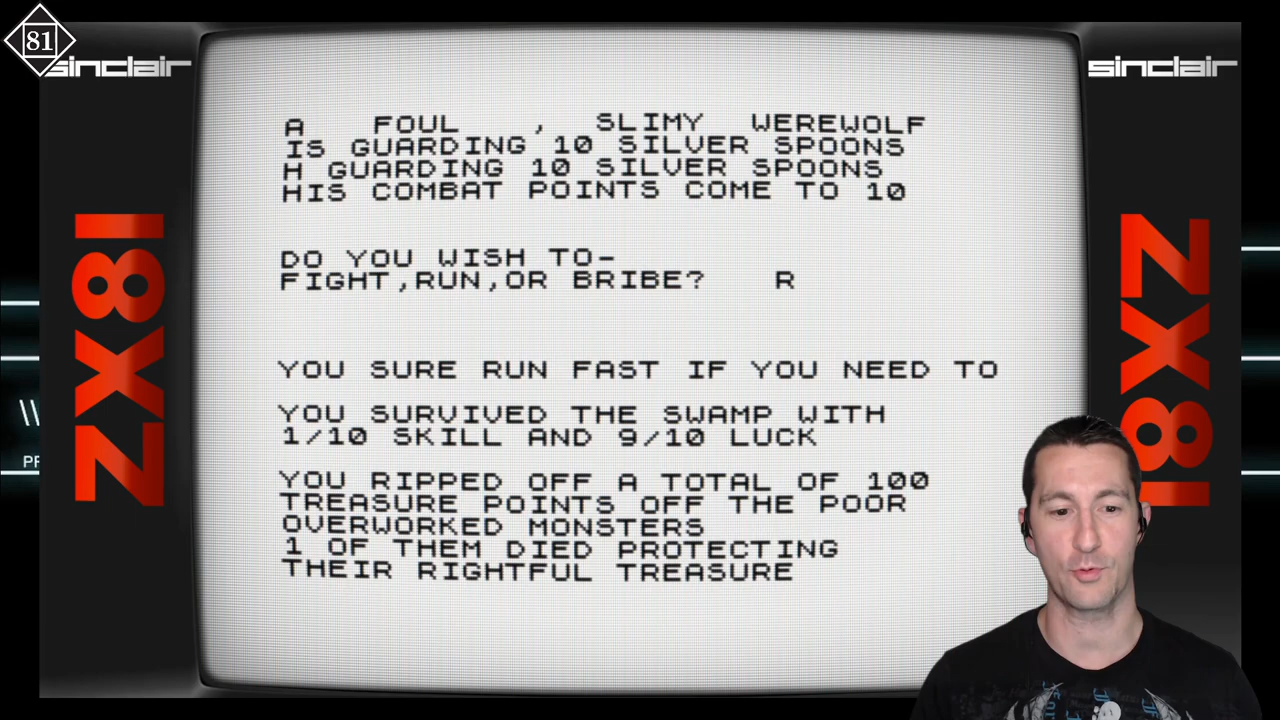 81
sinclair
sinclair
A FOUL , SLIMY WEREWOLF
IS GUARDING 10 SILVER SPOONS
H GUARDING 10 SILVER SPOONS
HIS COMBAT POINTS COME TO 10
DO YOU WISH TO-
FIGHT,RUN,OR BRIBE? R
YOU SURE RUN FAST IF YOU NEED TO
YOU SURVIVED THE SWAMP WITH
1/10 SKILL AND 9/10 LUCK
YOU RIPPED OFF A TOTAL OF 100
TREASURE POINTS OFF THE POOR
OVERWORKED MONSTERS
1 OF THEM DIED PROTECTING
THEIR RIGHTFUL TREASURE
ZX81
ZX81